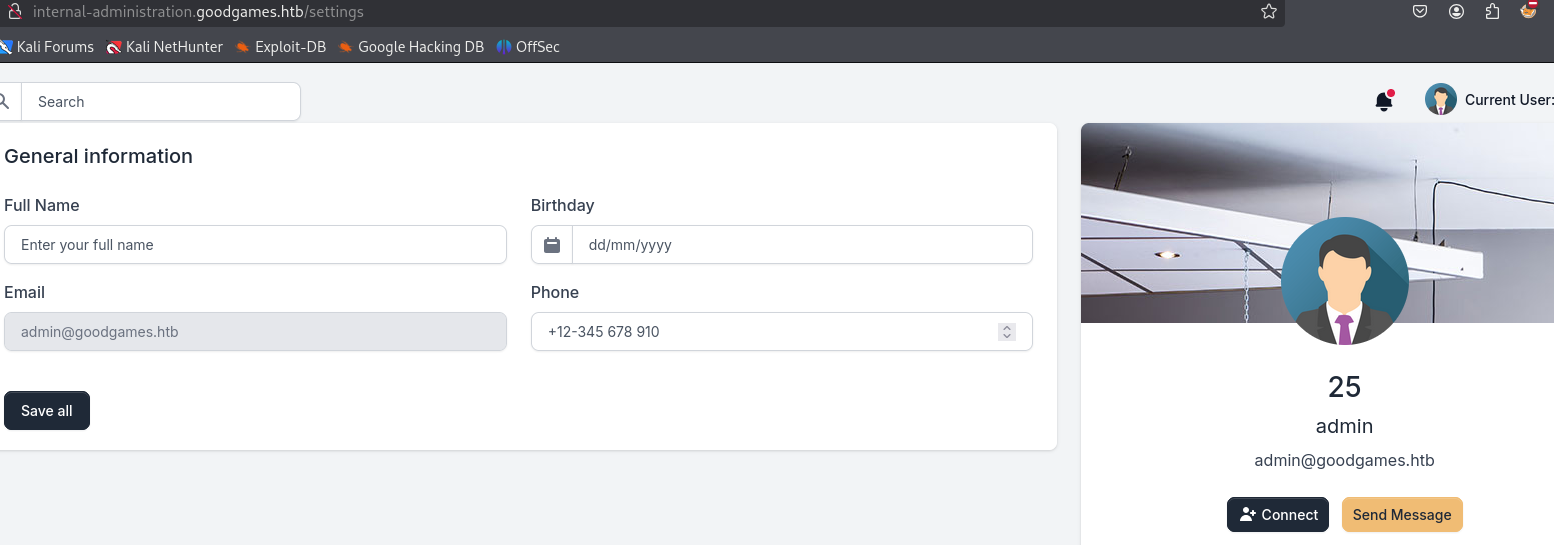 internal-administration.goodgames.htb/settings
Kali Forums Kali NetHunter Exploit-DB Google Hacking DB OffSec
Search
Current User:
General information
Full Name Birthday
Enter your full name dd/mm/yyyy
Email Phone
admin@goodgames.htb +12-345 678 910
Save all
25
admin
admin@goodgames.htb
Connect Send Message